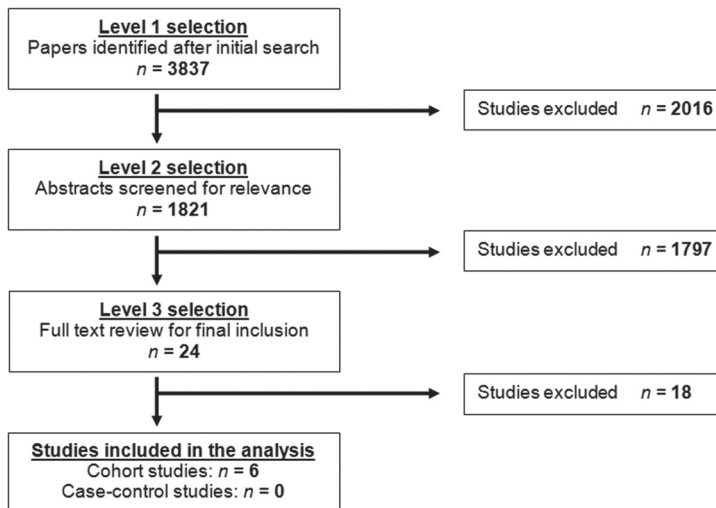 Level 1 selection
Papers identified after initial search
n = 3837
Studies excluded n = 2016
Level 2 selection
Abstracts screened for relevance
n = 1821
Studies excluded n = 1797
Level 3 selection
Full text review for final inclusion
n = 24
Studies excluded n = 18
Studies included in the analysis
Cohort studies: n = 6
Case-control studies: n = 0